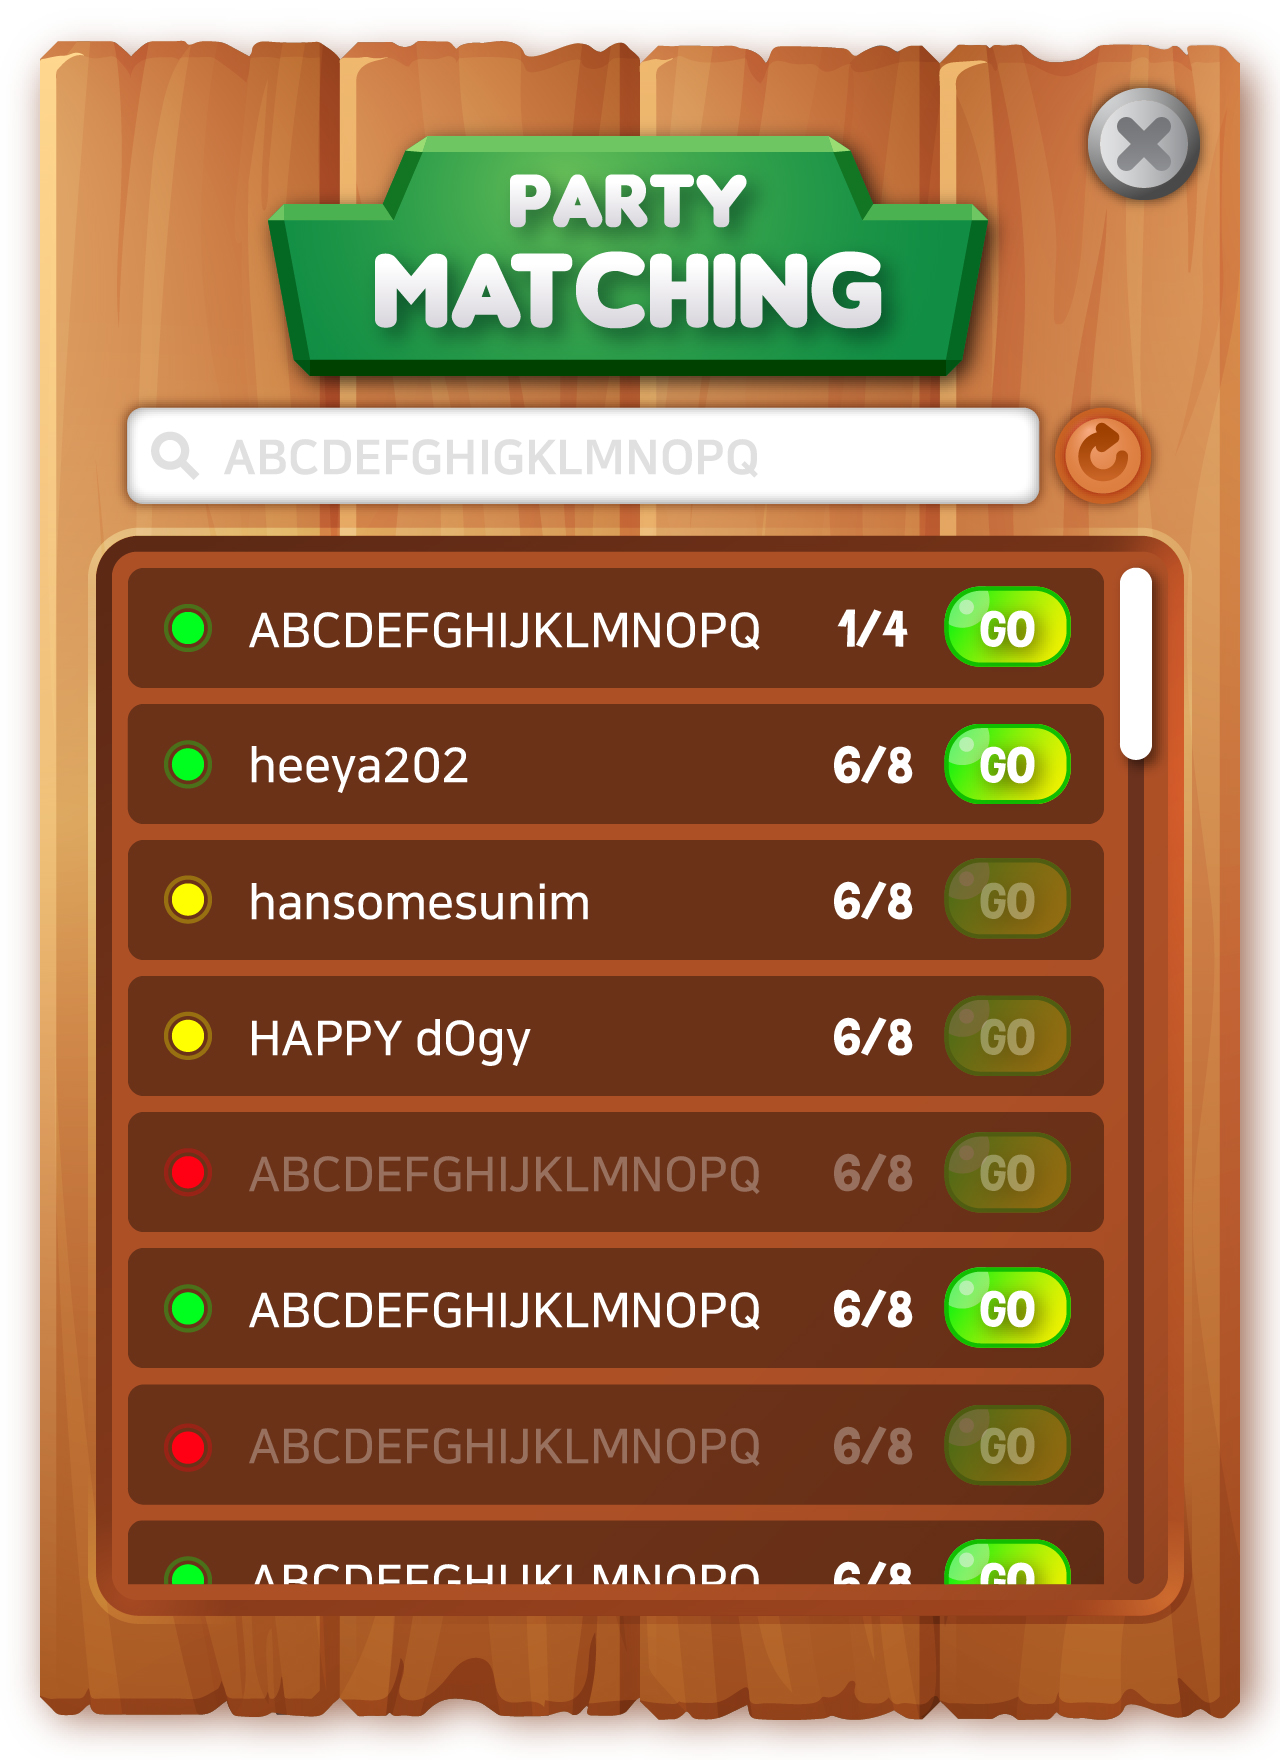 PARTY
MATCHING
ABCDEFGHIGKLMNOPQ
ABCDEFGHIJKLMNOPQ 1/4 GO
heeya202 6/8 GO
hansomesunim 6/8 GO
HAPPY dOgy 6/8 GO
ABCDEFGHIJKLMNOPQ 6/8 GO
ABCDEFGHIJKLMNOPQ 6/8 GO
ABCDEFGHIJKLMNOPQ 6/8 GO
ABCDEFGHIJKLMNOPQ 6/8 GO